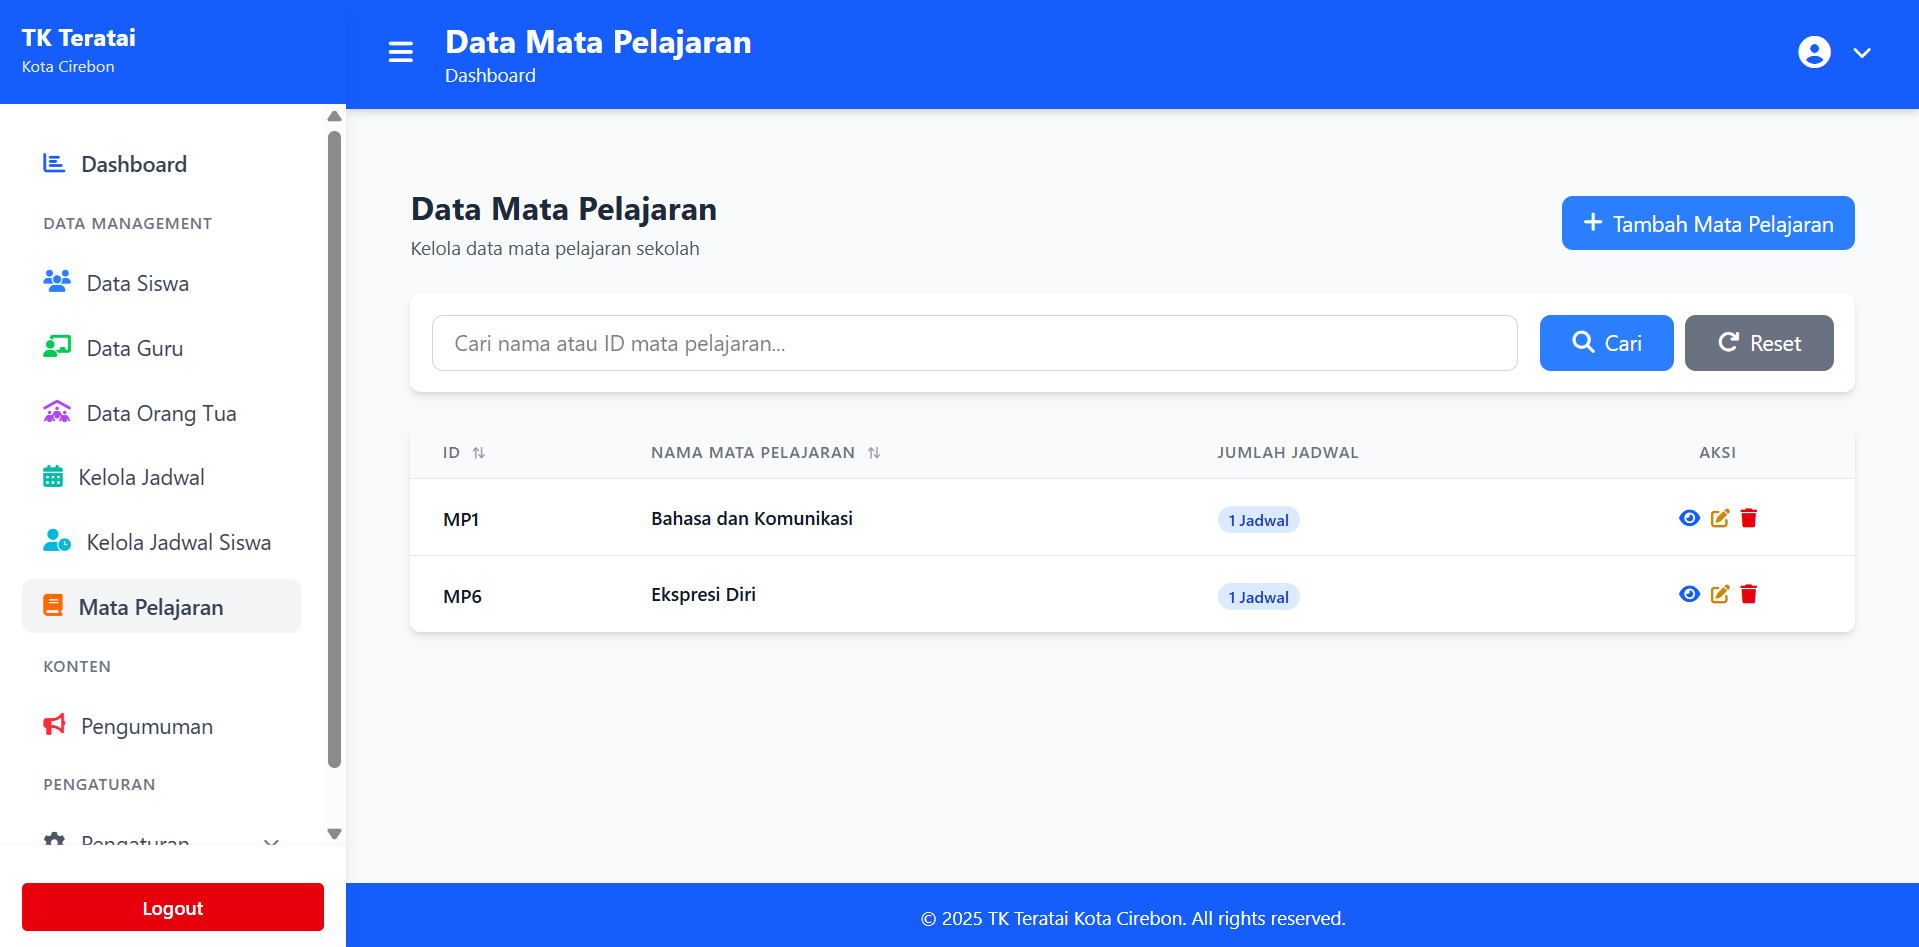 TK Teratai
Kota Cirebon
Data Mata Pelajaran
Dashboard
Dashboard
DATA MANAGEMENT
Data Siswa
Data Guru
Data Orang Tua
Kelola Jadwal
Kelola Jadwal Siswa
Mata Pelajaran
KONTEN
Pengumuman
PENGATURAN
Pengaturan
Logout
Data Mata Pelajaran
Kelola data mata pelajaran sekolah
Tambah Mata Pelajaran
Cari nama atau ID mata pelajaran...
Cari
Reset
ID NAMA MATA PELAJARAN JUMLAH JADWAL AKSI
MP1 Bahasa dan Komunikasi 1 Jadwal
MP6 Ekspresi Diri 1 Jadwal
© 2025 TK Teratai Kota Cirebon. All rights reserved.